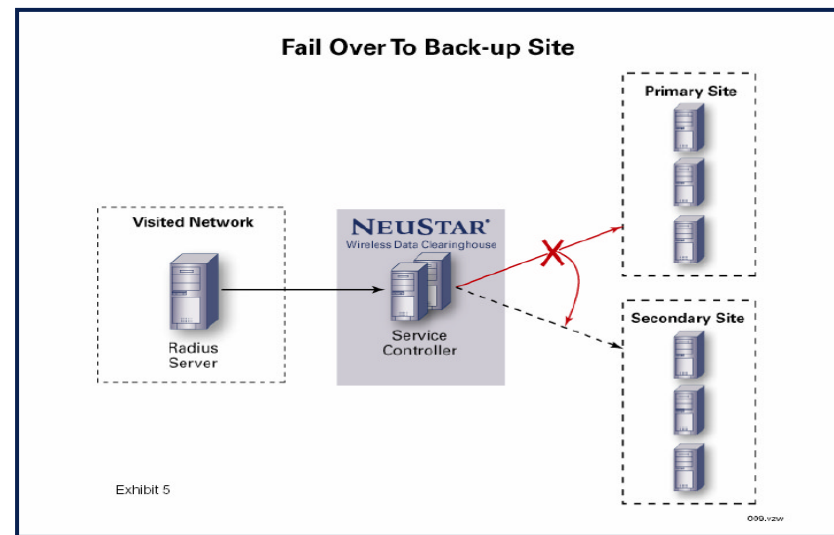 Fail Over To Back-up Site
Primary Site
Visited Network
NEUSTAR®
Wireless Data Clearinghouse
Radius
Server
Service
Controller
Secondary Site
Exhibit 5
009.vzw